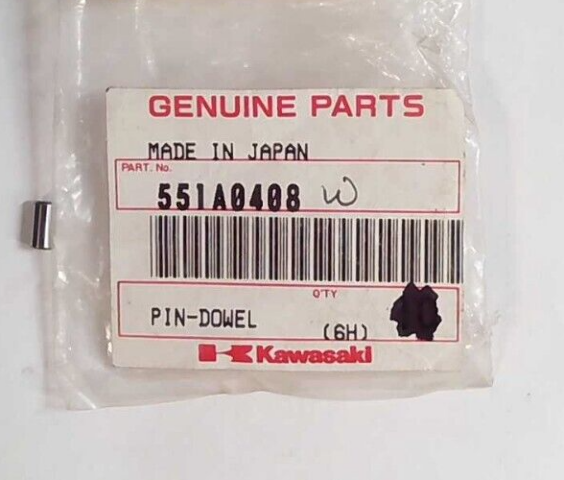 GENUINE PARTS
MADE IN JAPAN
PART. No.
551A0408 W
Q'TY
PIN-DOWEL (6H)
Kawasaki